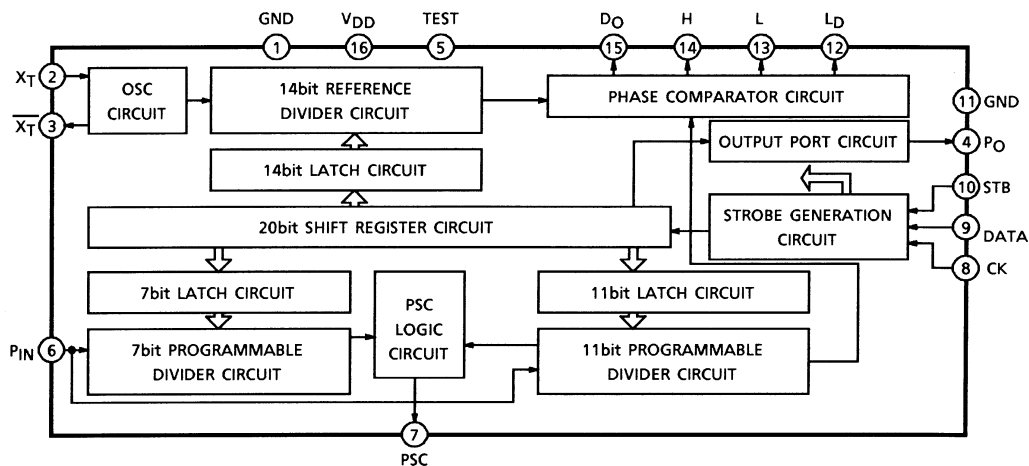 GND VDD TEST DO H L LD
1 16 5 15 14 13 12
XT 2
OSC
CIRCUIT
14bit REFERENCE
DIVIDER CIRCUIT
PHASE COMPARATOR CIRCUIT
11 GND
XT 3
OUTPUT PORT CIRCUIT
4 PO
14bit LATCH CIRCUIT
10 STB
20bit SHIFT REGISTER CIRCUIT
STROBE GENERATION
CIRCUIT
9 DATA
8 CK
7bit LATCH CIRCUIT
PSC
LOGIC
CIRCUIT
11bit LATCH CIRCUIT
PIN 6
7bit PROGRAMMABLE
DIVIDER CIRCUIT
11bit PROGRAMMABLE
DIVIDER CIRCUIT
7
PSC